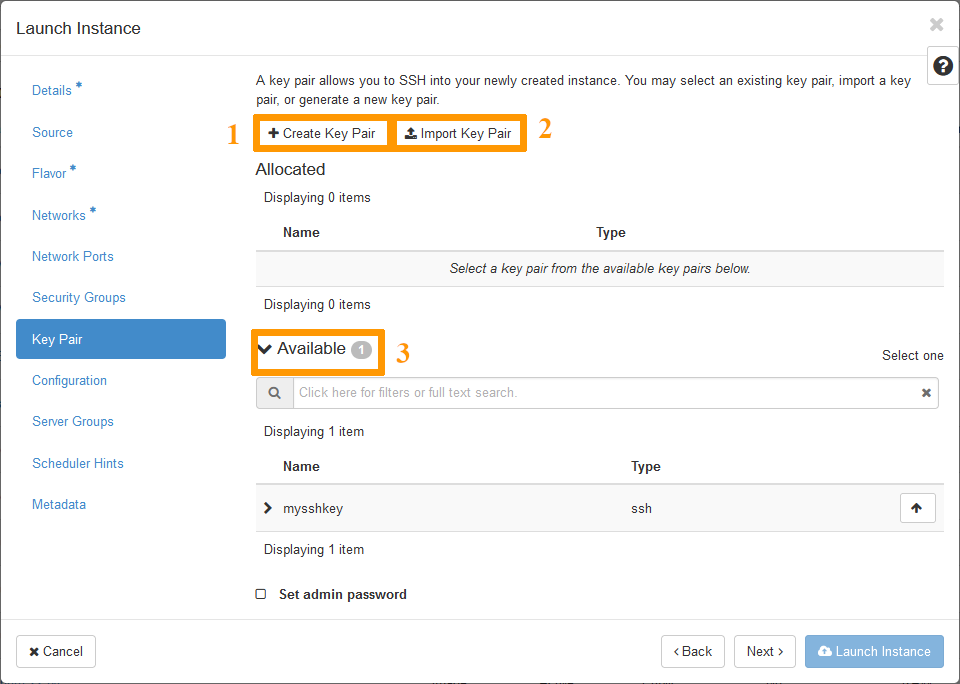 Launch Instance
Details *
Source
Flavor *
Networks *
Network Ports
Security Groups
Key Pair
Configuration
Server Groups
Scheduler Hints
Metadata
A key pair allows you to SSH into your newly created instance. You may select an existing key pair, import a key
pair, or generate a new key pair.
1 Create Key Pair Import Key Pair 2
Allocated
Displaying 0 items
Name Type
Select a key pair from the available key pairs below.
Displaying 0 items
Available 1 3
Select one
Click here for filters or full text search.
Displaying 1 item
Name Type
mysshkey ssh
Displaying 1 item
Set admin password
Cancel < Back Next > Launch Instance